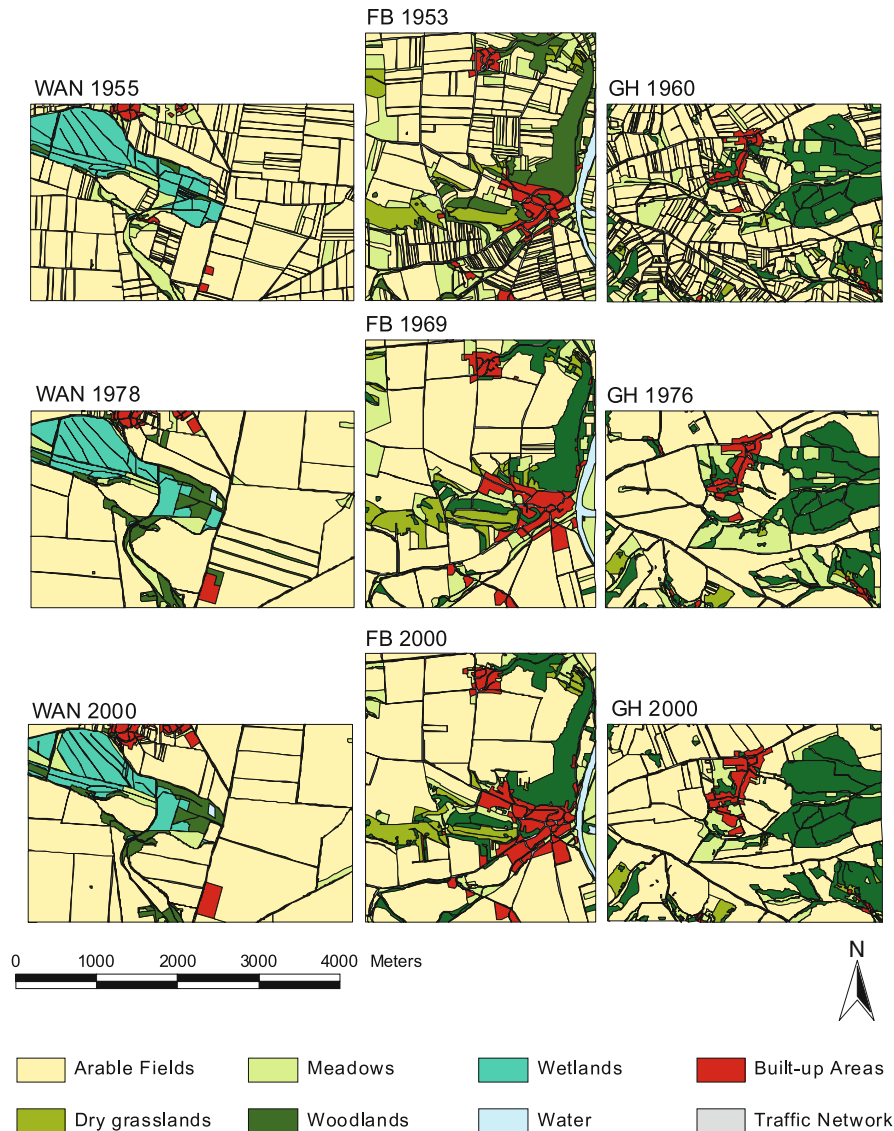 FB 1953
WAN 1955
GH 1960
FB 1969
WAN 1978
GH 1976
FB 2000
WAN 2000
GH 2000
0 1000 2000 3000 4000 Meters
N
Arable Fields Meadows Wetlands Built-up Areas
Dry grasslands Woodlands Water Traffic Network